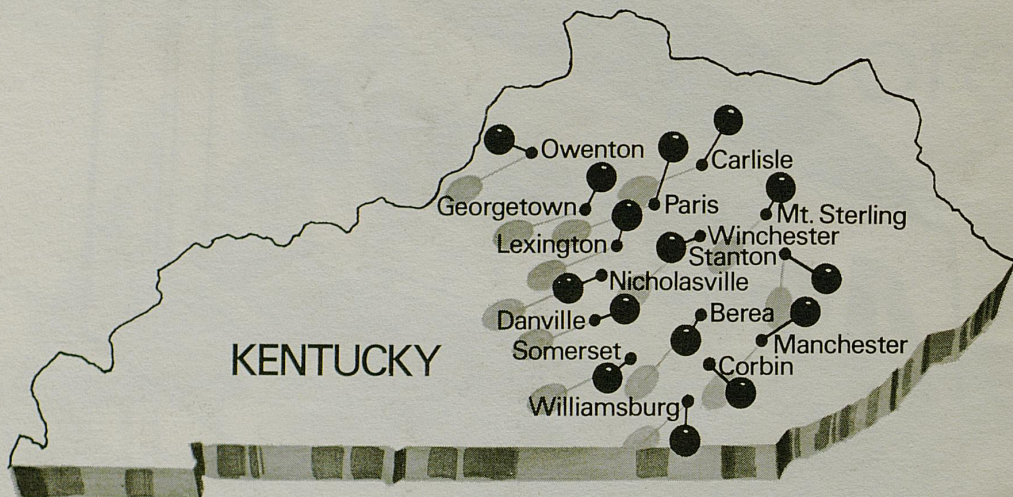 Owenton
Carlisle
Georgetown
Paris
Mt. Sterling
Lexington
Winchester
Stanton
Nicholasville
Danville
Berea
KENTUCKY
Somerset
Manchester
Corbin
Williamsburg